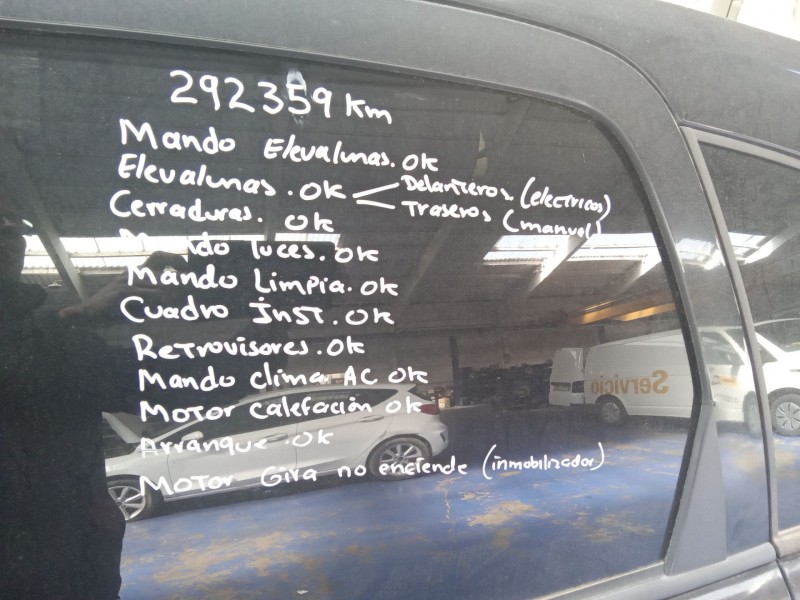 292359 Km
Mando Elevalunas. OK
Elevalunas. OK
Delanteros. (electricos)
Traseros (manual)
Cerraduras. OK
Mando luces. OK
Mando Limpia. OK
Cuadro inst. OK
Retrovisores. OK
Mando clima AC OK
Motor calefación OK
Arranque. OK
Motor Gira no enciende (inmobilizador)
Servicio